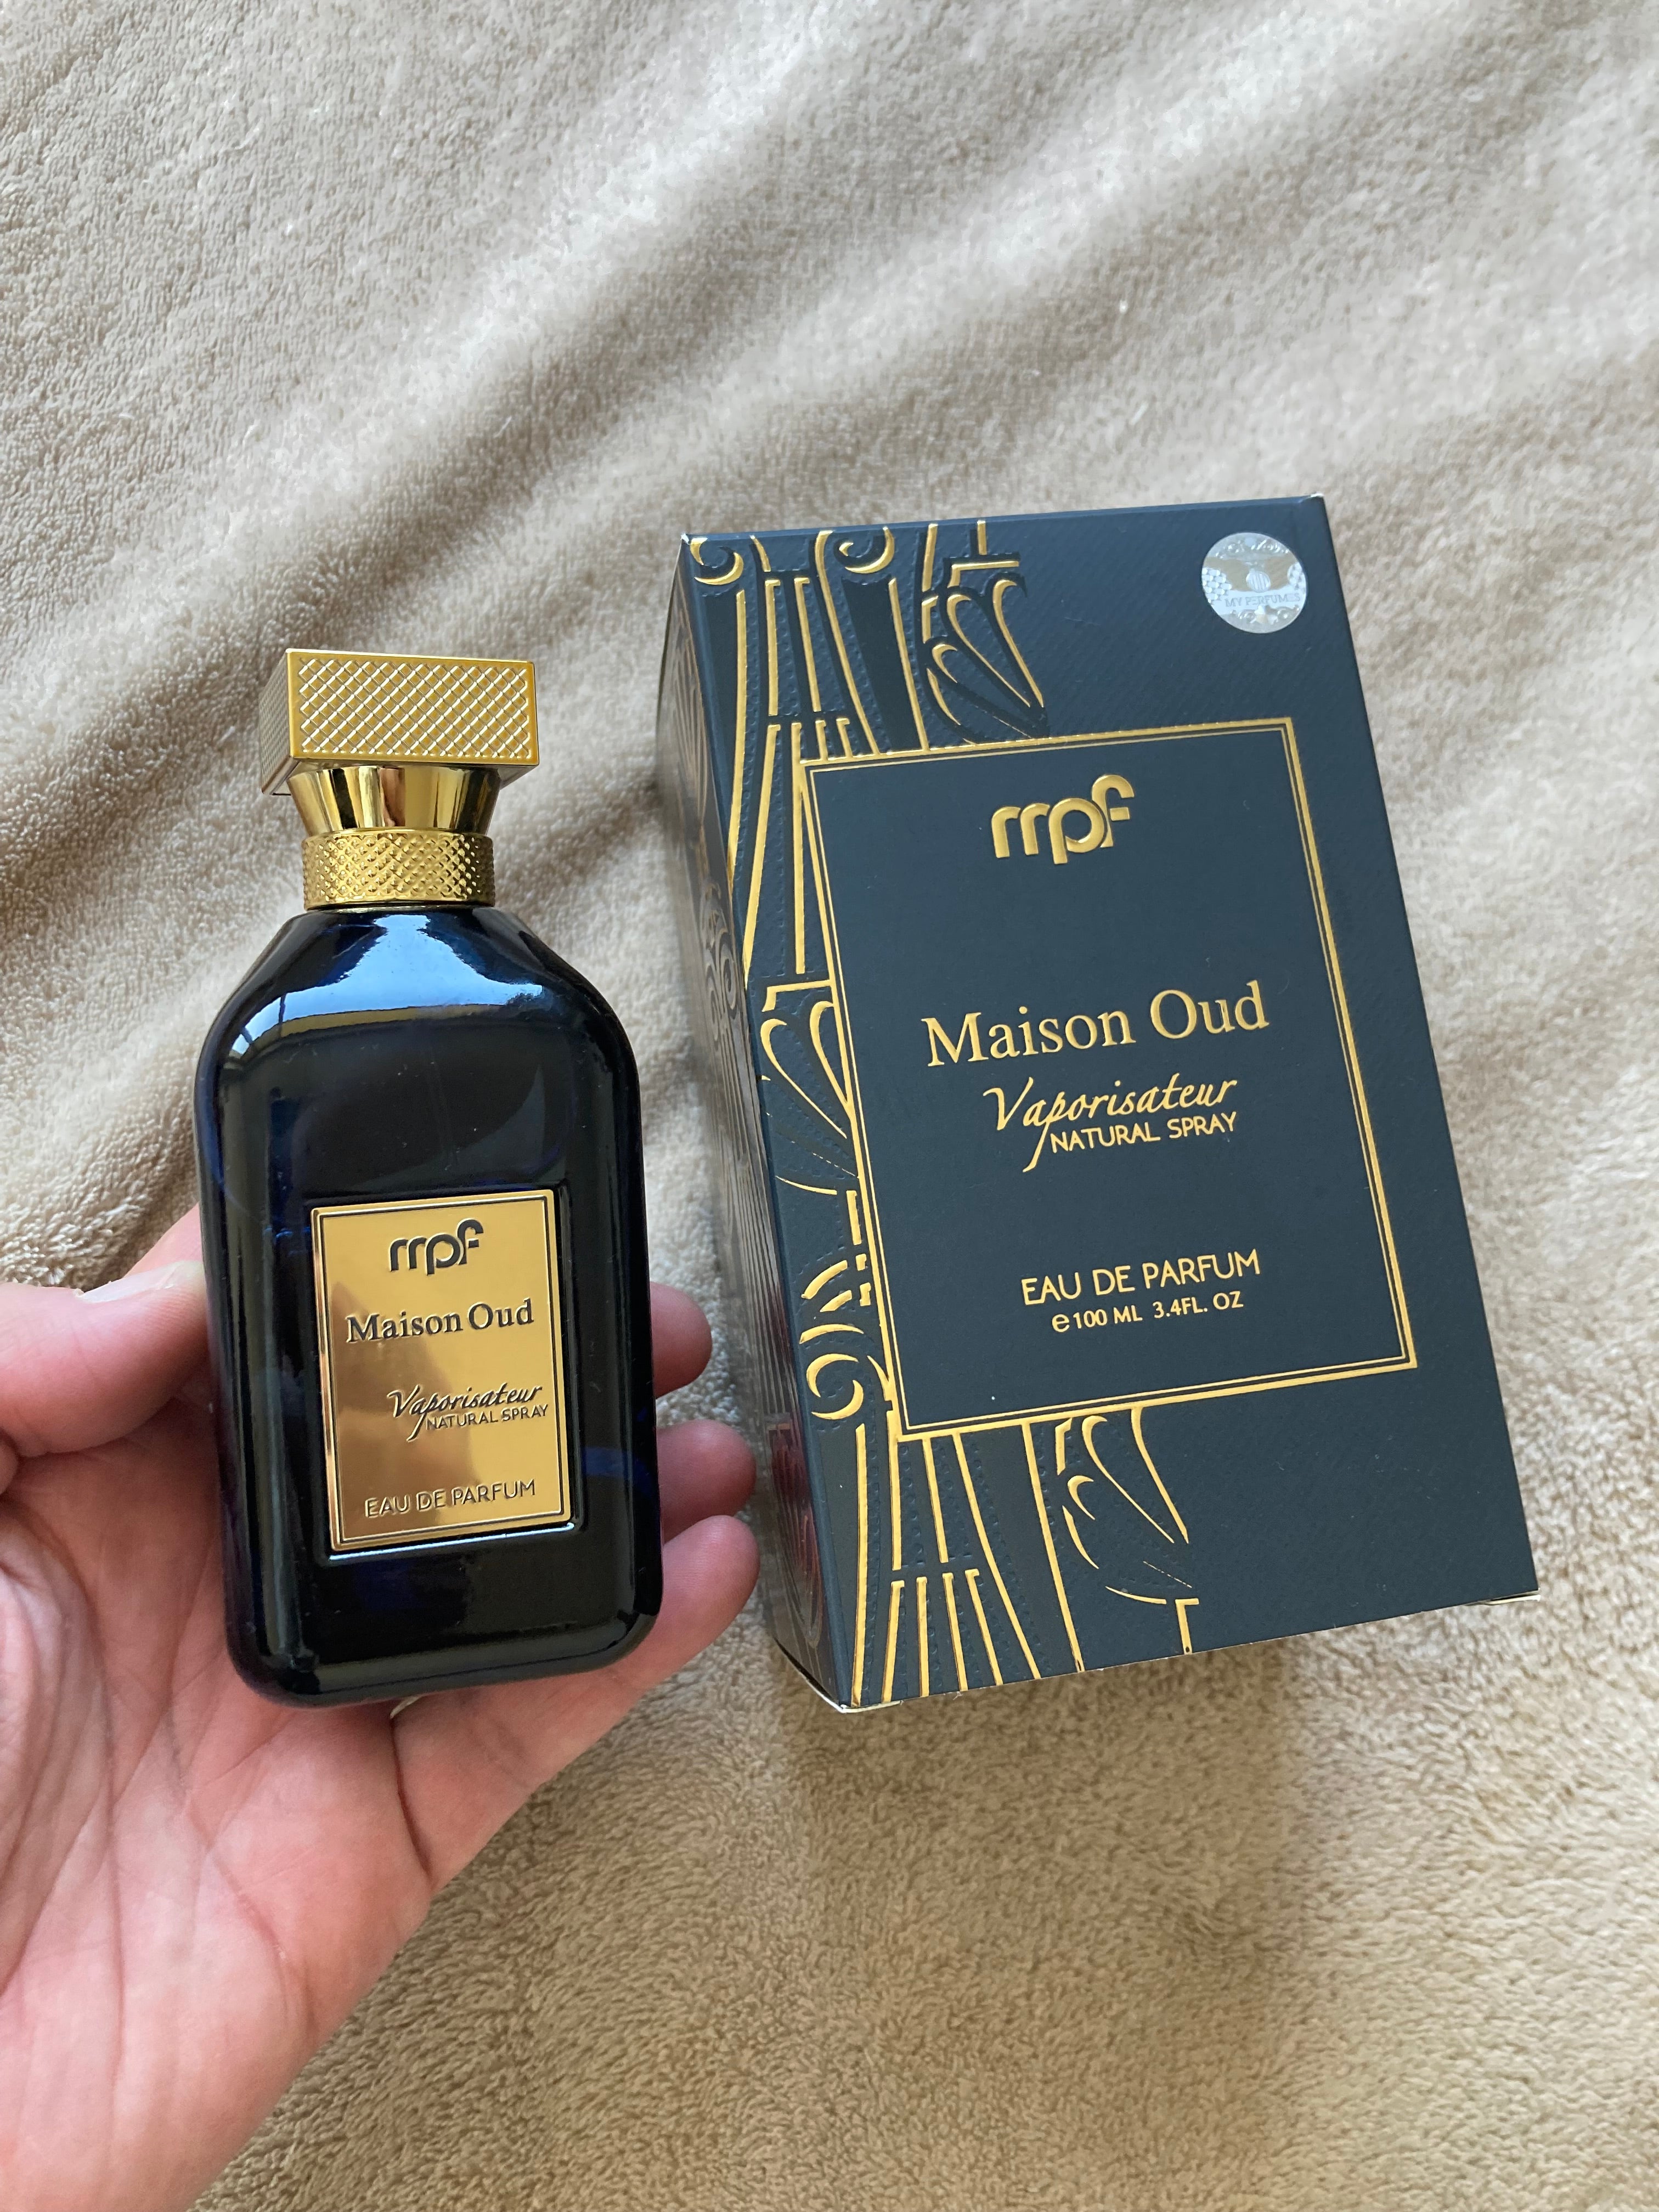 mpf
Maison Oud
Vaporisateur
NATURAL SPRAY
EAU DE PARFUM
MY PERFUMES
mpf
Maison Oud
Vaporisateur
NATURAL SPRAY
EAU DE PARFUM
e 100 ML 3.4FL. OZ